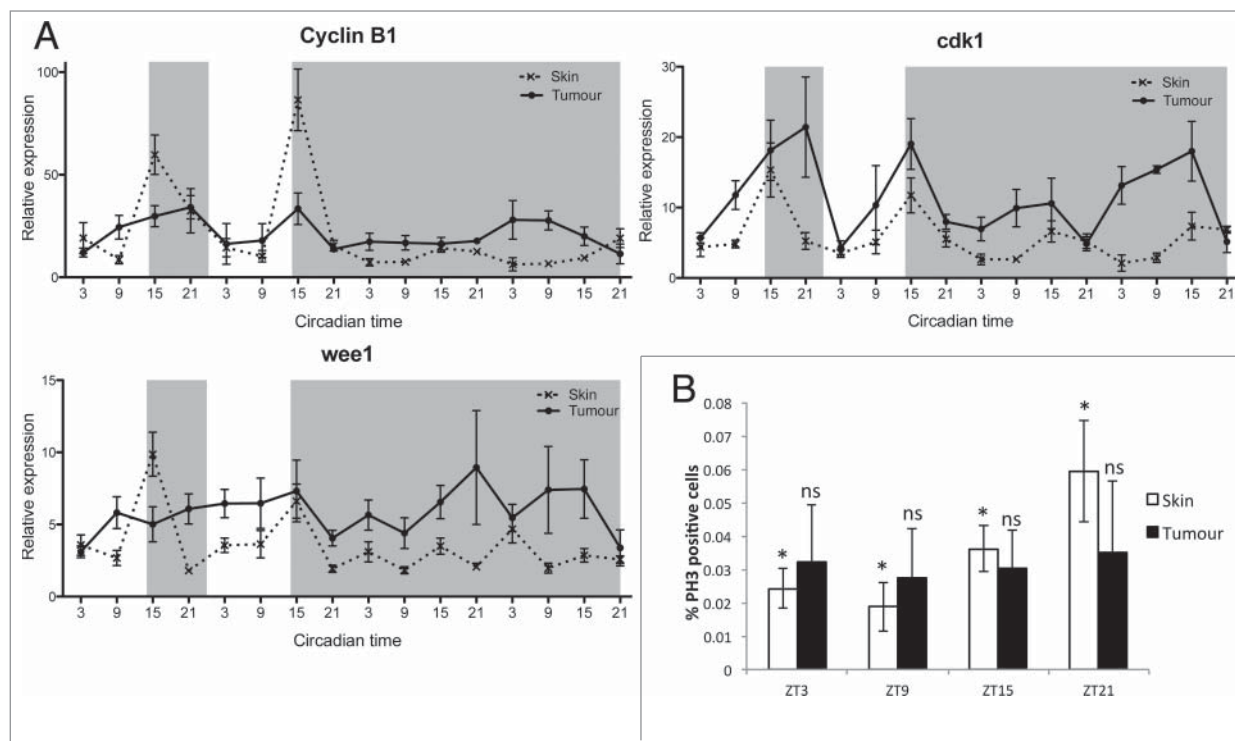 A
Cyclin B1
Relative expression
100
50
0
Skin
Tumour
3 9 15 21 3 9 15 21 3 9 15 21 3 9 15 21
Circadian time
cdk1
Relative expression
30
20
10
0
Skin
Tumour
3 9 15 21 3 9 15 21 3 9 15 21 3 9 15 21
Circadian time
wee1
Relative expression
15
10
5
0
Skin
Tumour
3 9 15 21 3 9 15 21 3 9 15 21 3 9 15 21
Circadian time
B
% PH3 positive cells
0.08
0.07
0.06
0.05
0.04
0.03
0.02
0.01
0
* ns * ns * ns * ns
Skin
Tumour
ZT3 ZT9 ZT15 ZT21